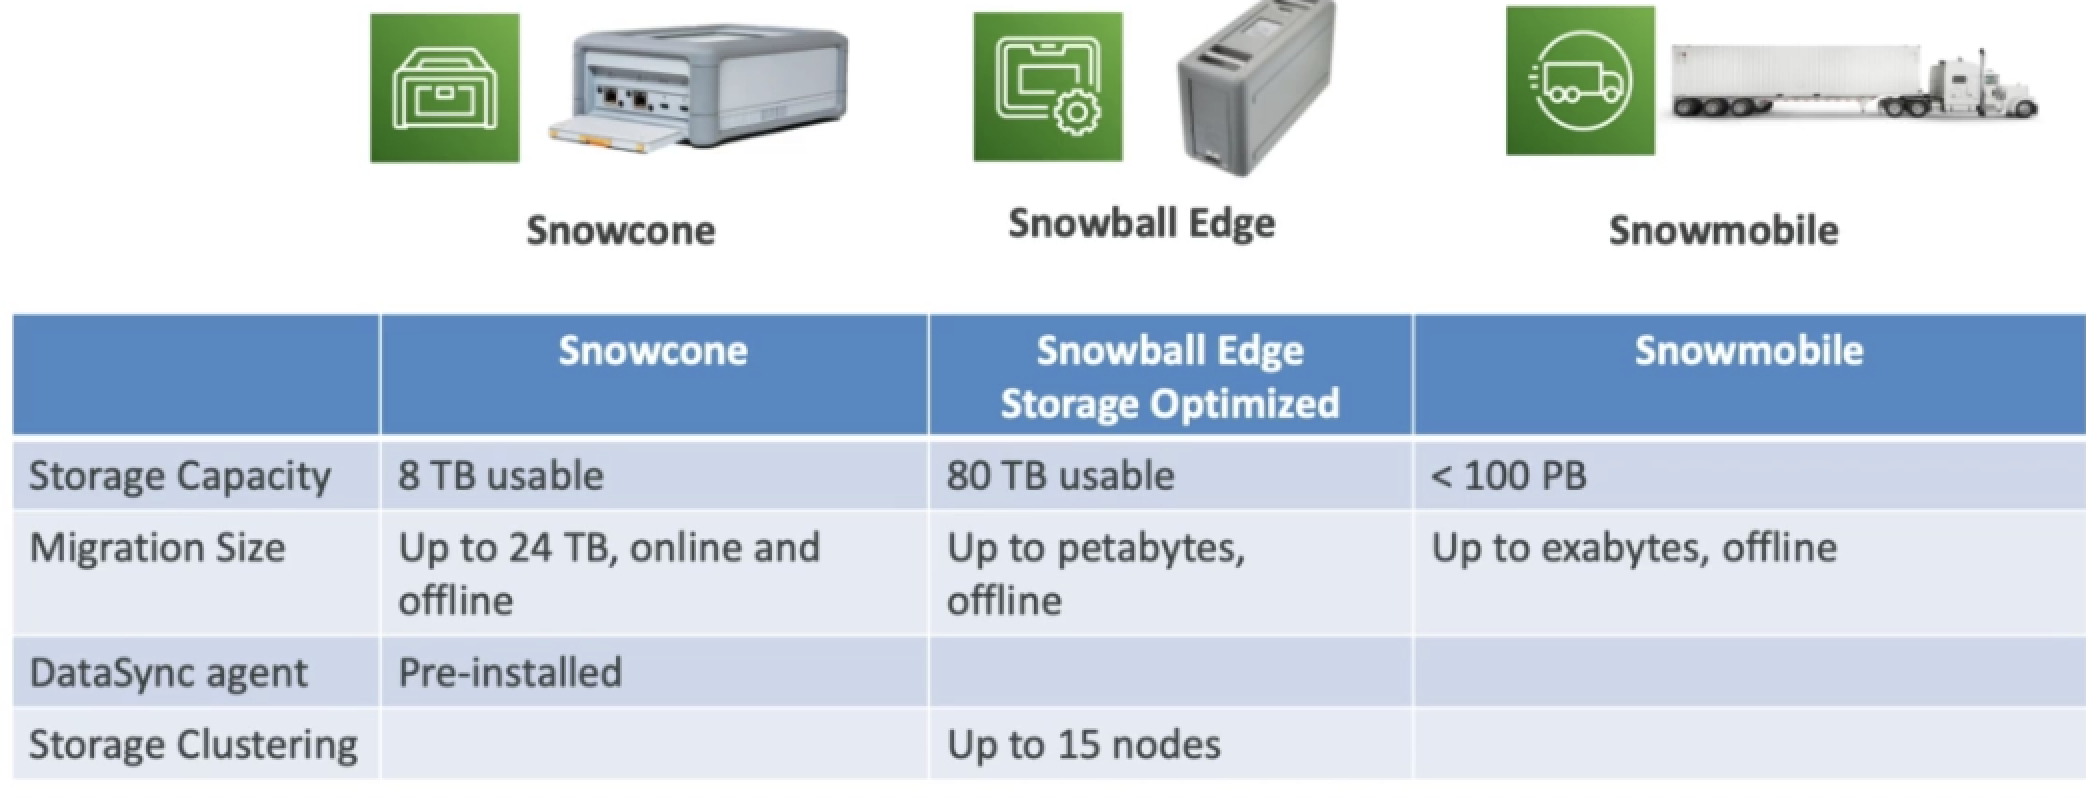 Snowcone
Snowball Edge
Snowmobile
Snowcone
Snowball Edge
Storage Optimized
Snowmobile
Storage Capacity
8 TB usable
80 TB usable
< 100 PB
Migration Size
Up to 24 TB, online and
offline
Up to petabytes,
offline
Up to exabytes, offline
DataSync agent
Pre-installed
Storage Clustering
Up to 15 nodes